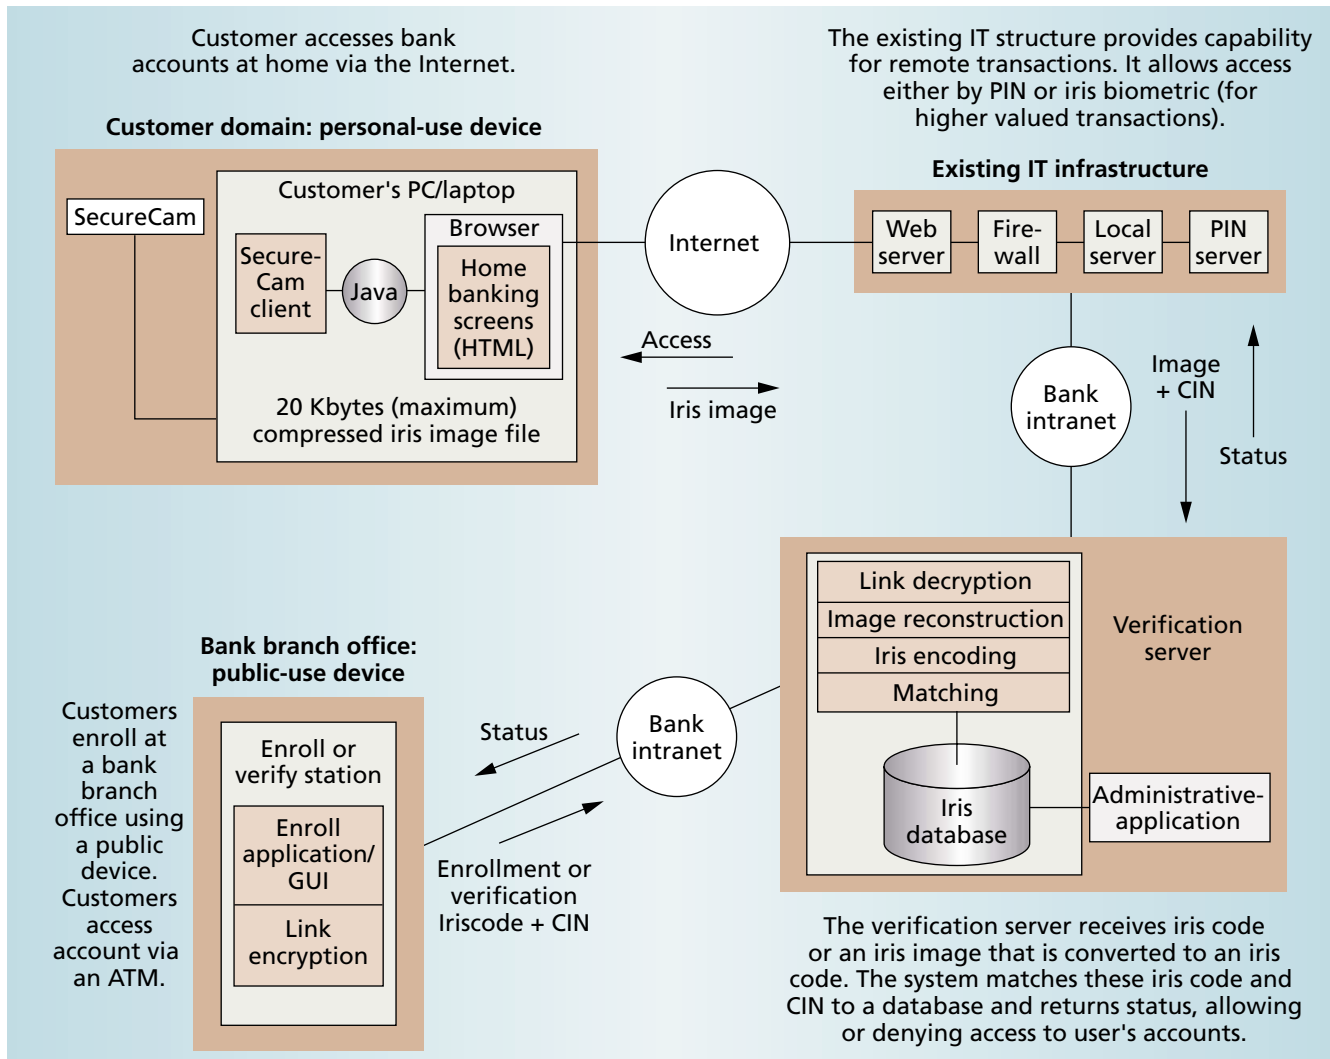 Customer accesses bank
accounts at home via the Internet.
The existing IT structure provides capability
for remote transactions. It allows access
either by PIN or iris biometric (for
higher valued transactions).
Customer domain: personal-use device
SecureCam
Customer's PC/laptop
Secure-
Cam
client
Java
Browser
Home
banking
screens
(HTML)
20 Kbytes (maximum)
compressed iris image file
Internet
Access
Iris image
Existing IT infrastructure
Web
server
Fire-
wall
Local
server
PIN
server
Bank
intranet
Image
+ CIN
Status
Link decryption
Image reconstruction
Iris encoding
Matching
Iris
database
Verification
server
Administrative-
application
The verification server receives iris code
or an iris image that is converted to an iris
code. The system matches these iris code and
CIN to a database and returns status, allowing
or denying access to user's accounts.
Bank branch office:
public-use device
Customers
enroll at
a bank
branch
office using
a public
device.
Customers
access
account via
an ATM.
Enroll or
verify station
Enroll
application/
GUI
Link
encryption
Status
Bank
intranet
Enrollment or
verification
Iriscode + CIN